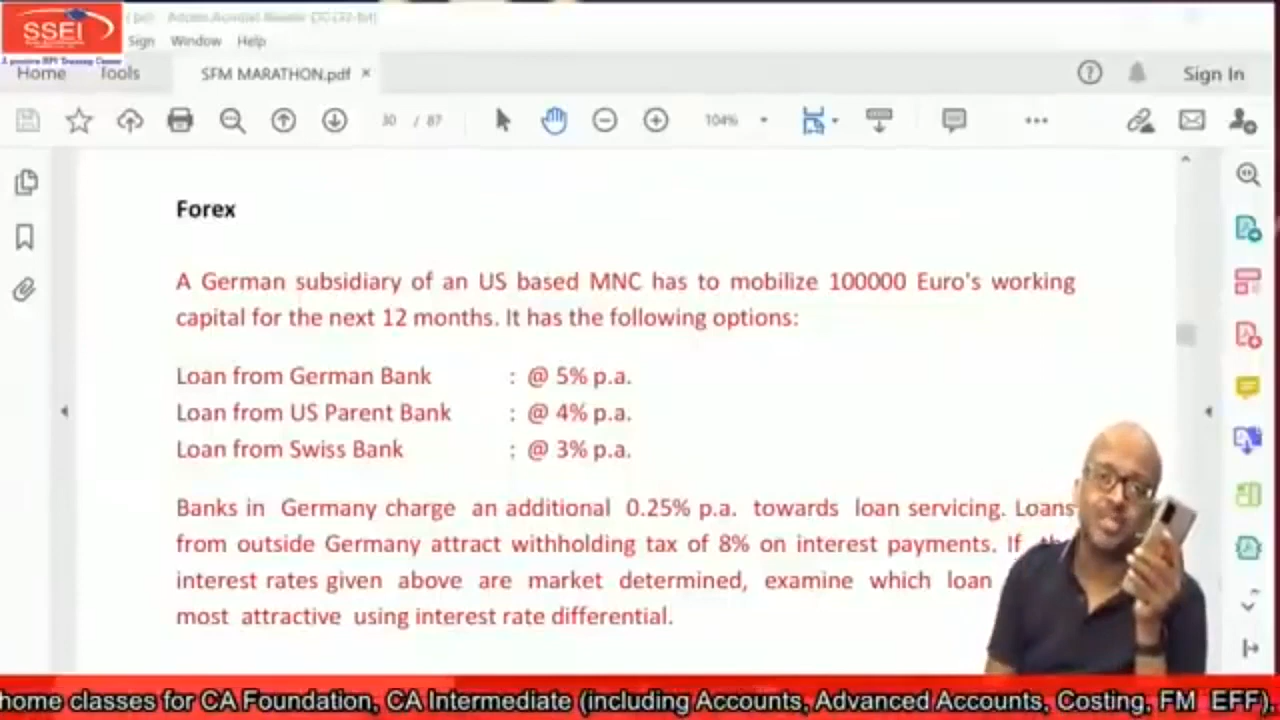 SSEI
Sign Window Help
Home Tools SFM MARATHON.pdf × Sign In
30 / 87 104%
Forex
A German subsidiary of an US based MNC has to mobilize 100000 Euro's working
capital for the next 12 months. It has the following options:
Loan from German Bank : @ 5% p.a.
Loan from US Parent Bank : @ 4% p.a.
Loan from Swiss Bank : @ 3% p.a.
Banks in Germany charge an additional 0.25% p.a. towards loan servicing. Loans
from outside Germany attract withholding tax of 8% on interest payments. If
interest rates given above are market determined, examine which loan
most attractive using interest rate differential.
home classes for CA Foundation, CA Intermediate (including Accounts, Advanced Accounts, Costing, FM EFF),